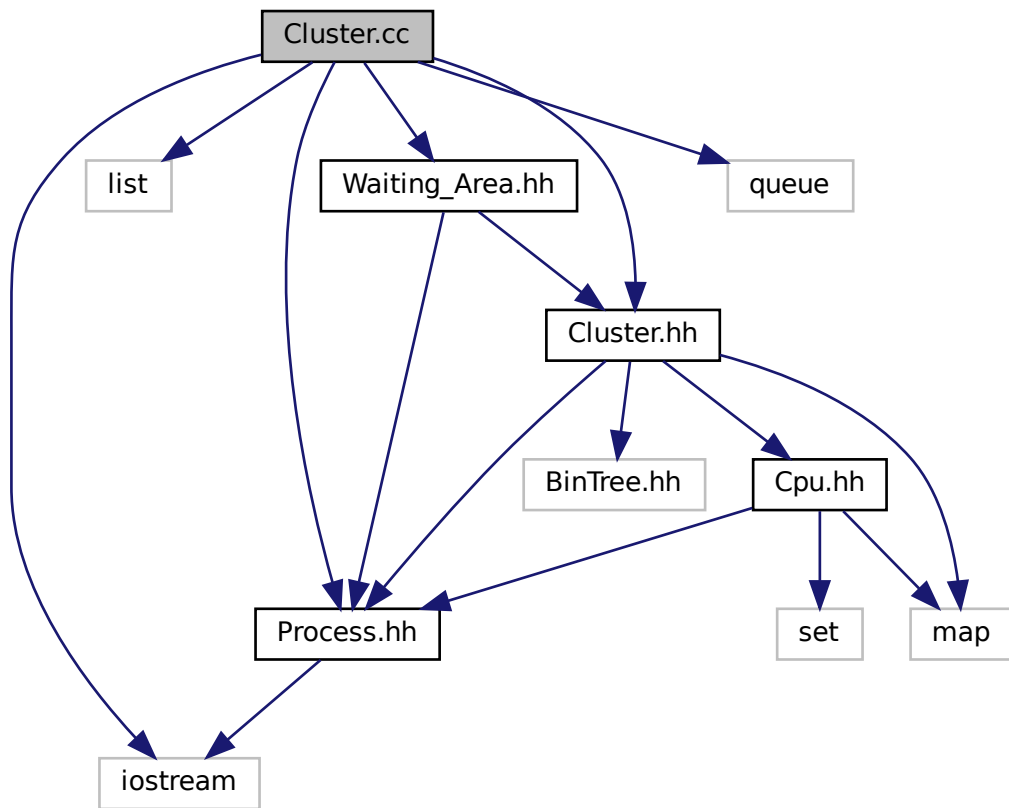 Cluster.cc
list
Waiting_Area.hh
queue
Cluster.hh
BinTree.hh
Cpu.hh
Process.hh
set
map
iostream